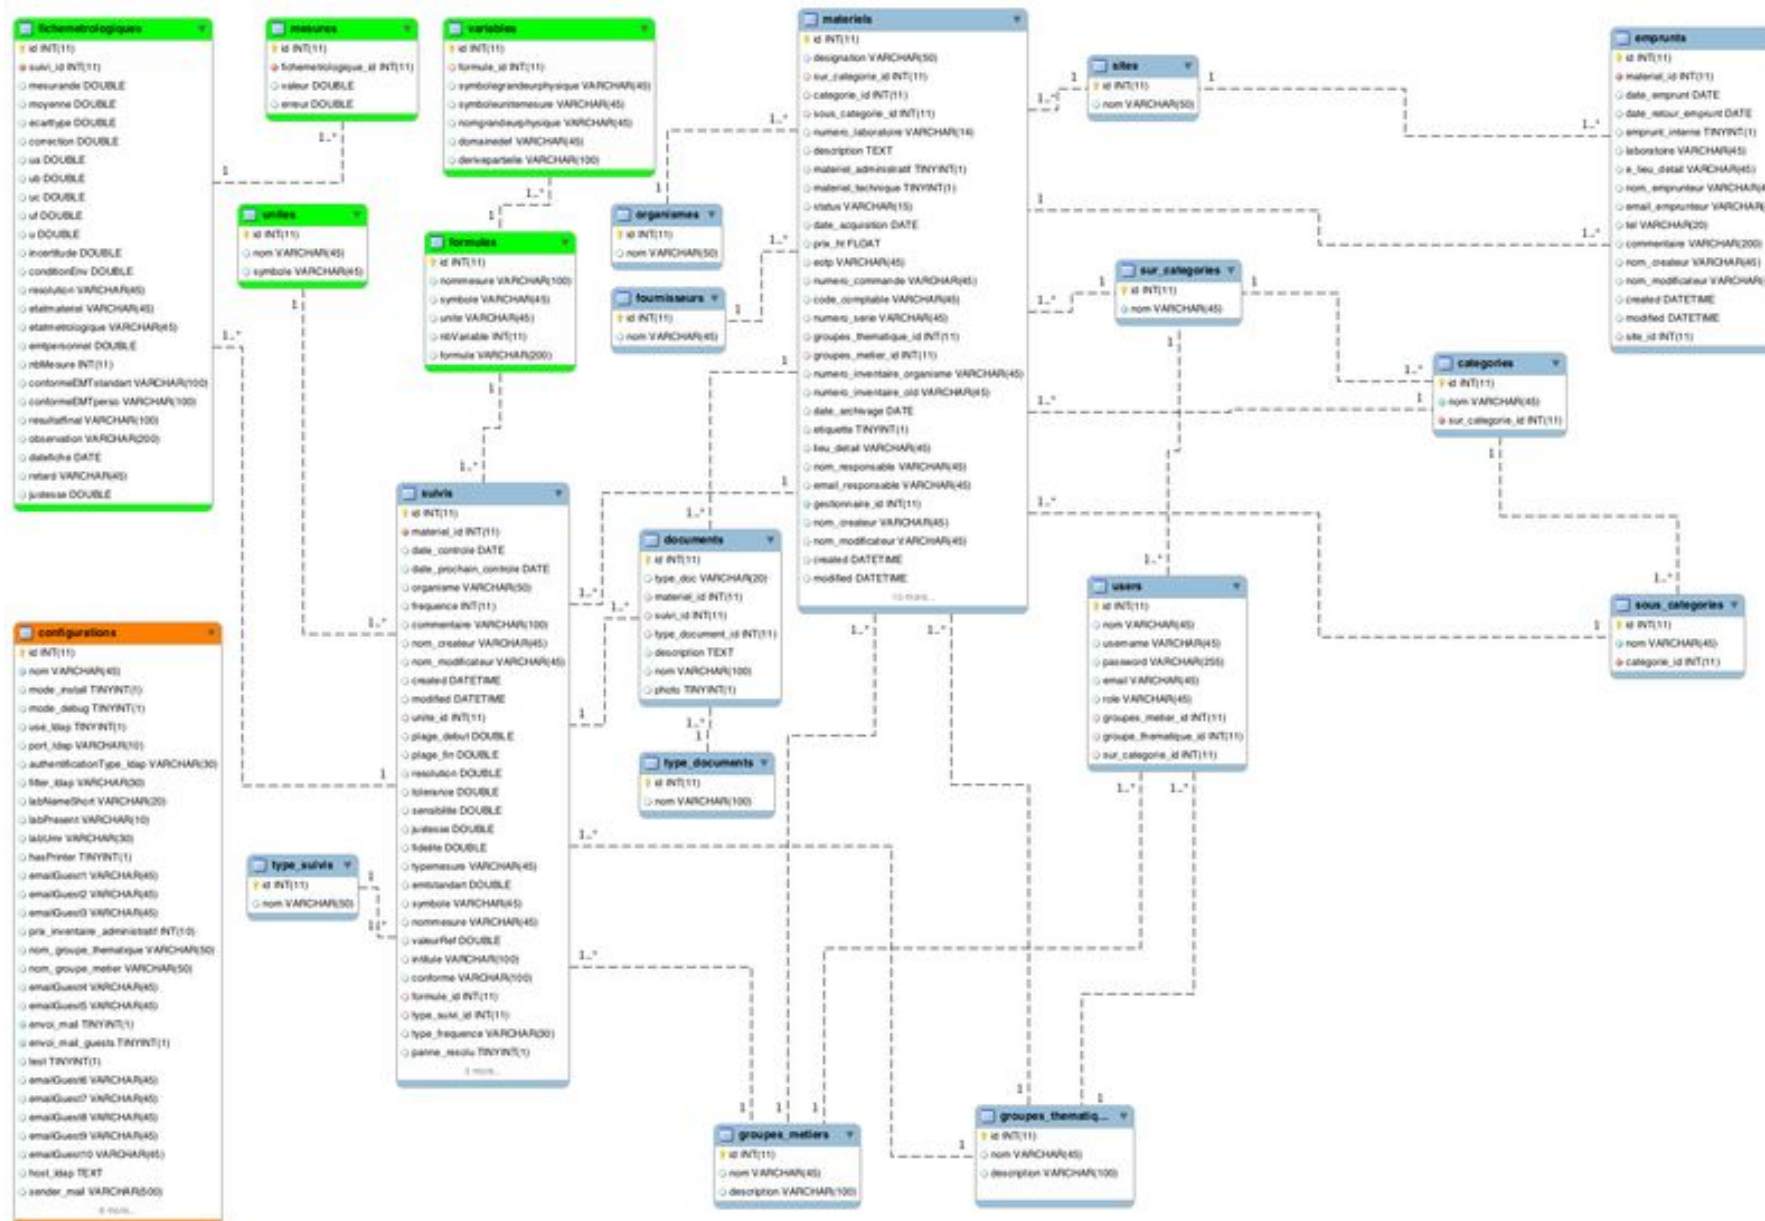 fichemetrologiques
id INT(11)
suivi_id INT(11)
mesurande DOUBLE
moyenne DOUBLE
ecarttype DOUBLE
correction DOUBLE
ua DOUBLE
ub DOUBLE
uc DOUBLE
uf DOUBLE
u DOUBLE
incertitude DOUBLE
conditionEnv DOUBLE
resolution VARCHAR(45)
etatmateriel VARCHAR(45)
etatmetrologique VARCHAR(45)
emtpersonnel DOUBLE
nbMesure INT(11)
conformeEMTstandart VARCHAR(100)
conformeEMTperso VARCHAR(100)
resultatfinal VARCHAR(100)
observation VARCHAR(200)
datefiche DATE
retard VARCHAR(45)
justesse DOUBLE
mesures
id INT(11)
fichemetrologique_id INT(11)
valeur DOUBLE
erreur DOUBLE
variables
id INT(11)
formule_id INT(11)
symbolegrandeurphysique VARCHAR(45)
symboleunitemesure VARCHAR(45)
nomgrandeurphysique VARCHAR(45)
domainedef VARCHAR(45)
deriveepartielle VARCHAR(100)
unites
id INT(11)
nom VARCHAR(45)
symbole VARCHAR(45)
formules
id INT(11)
nommesure VARCHAR(100)
symbole VARCHAR(45)
unite VARCHAR(45)
nbVariable INT(11)
formule VARCHAR(200)
organismes
id INT(11)
nom VARCHAR(50)
fournisseurs
id INT(11)
nom VARCHAR(45)
materiels
id INT(11)
designation VARCHAR(50)
sur_categorie_id INT(11)
categorie_id INT(11)
sous_categorie_id INT(11)
numero_laboratoire VARCHAR(14)
description TEXT
materiel_administratif TINYINT(1)
materiel_technique TINYINT(1)
status VARCHAR(15)
date_acquisition DATE
prix_ht FLOAT
eotp VARCHAR(45)
numero_commande VARCHAR(45)
code_comptable VARCHAR(45)
numero_serie VARCHAR(45)
groupes_thematique_id INT(11)
groupes_metier_id INT(11)
numero_inventaire_organisme VARCHAR(45)
numero_inventaire_old VARCHAR(45)
date_archivage DATE
etiquette TINYINT(1)
lieu_detail VARCHAR(45)
nom_responsable VARCHAR(45)
email_responsable VARCHAR(45)
gestionnaire_id INT(11)
nom_createur VARCHAR(45)
nom_modificateur VARCHAR(45)
created DATETIME
modified DATETIME
sites
id INT(11)
nom VARCHAR(50)
emprunts
id INT(11)
materiel_id INT(11)
date_emprunt DATE
date_retour_emprunt DATE
emprunt_interne TINYINT(1)
laboratoire VARCHAR(45)
e_lieu_detail VARCHAR(45)
nom_emprunteur VARCHAR(4
email_emprunteur VARCHAR(
tel VARCHAR(20)
commentaire VARCHAR(200)
nom_createur VARCHAR(45)
nom_modificateur VARCHAR(
created DATETIME
modified DATETIME
site_id INT(11)
sur_categories
id INT(11)
nom VARCHAR(45)
categories
id INT(11)
nom VARCHAR(45)
sur_categorie_id INT(11)
sous_categories
id INT(11)
nom VARCHAR(45)
categorie_id INT(11)
users
id INT(11)
nom VARCHAR(45)
username VARCHAR(45)
password VARCHAR(255)
email VARCHAR(45)
role VARCHAR(45)
groupes_metier_id INT(11)
groupe_thematique_id INT(11)
sur_categorie_id INT(11)
documents
id INT(11)
type_doc VARCHAR(20)
materiel_id INT(11)
suivi_id INT(11)
type_document_id INT(11)
description TEXT
nom VARCHAR(100)
photo TINYINT(1)
type_documents
id INT(11)
nom VARCHAR(100)
suivis
id INT(11)
materiel_id INT(11)
date_controle DATE
date_prochain_controle DATE
organisme VARCHAR(50)
frequence INT(11)
commentaire VARCHAR(100)
nom_createur VARCHAR(45)
nom_modificateur VARCHAR(45)
created DATETIME
modified DATETIME
unite_id INT(11)
plage_debut DOUBLE
plage_fin DOUBLE
resolution DOUBLE
tolerance DOUBLE
sensibilite DOUBLE
justesse DOUBLE
fidelite DOUBLE
typemesure VARCHAR(45)
emtstandart DOUBLE
symbole VARCHAR(45)
nommesure VARCHAR(45)
valeurRef DOUBLE
intitule VARCHAR(100)
conforme VARCHAR(100)
formule_id INT(11)
type_suivi_id INT(11)
type_frequence VARCHAR(30)
panne_resolu TINYINT(1)
type_suivis
id INT(11)
nom VARCHAR(50)
configurations
id INT(11)
nom VARCHAR(45)
mode_install TINYINT(1)
mode_debug TINYINT(1)
use_ldap TINYINT(1)
port_ldap VARCHAR(10)
authentificationType_ldap VARCHAR(30)
filter_ldap VARCHAR(30)
labNameShort VARCHAR(20)
labPresent VARCHAR(10)
labUmr VARCHAR(30)
hasPrinter TINYINT(1)
emailGuest1 VARCHAR(45)
emailGuest2 VARCHAR(45)
emailGuest3 VARCHAR(45)
prix_inventaire_administratif INT(10)
nom_groupe_thematique VARCHAR(50)
nom_groupe_metier VARCHAR(50)
emailGuest4 VARCHAR(45)
emailGuest5 VARCHAR(45)
envoi_mail TINYINT(1)
envoi_mail_guests TINYINT(1)
test TINYINT(1)
emailGuest6 VARCHAR(45)
emailGuest7 VARCHAR(45)
emailGuest8 VARCHAR(45)
emailGuest9 VARCHAR(45)
emailGuest10 VARCHAR(45)
host_ldap TEXT
sender_mail VARCHAR(500)
groupes_metiers
id INT(11)
nom VARCHAR(45)
description VARCHAR(100)
groupes_thematiq...
id INT(11)
nom VARCHAR(45)
description VARCHAR(100)